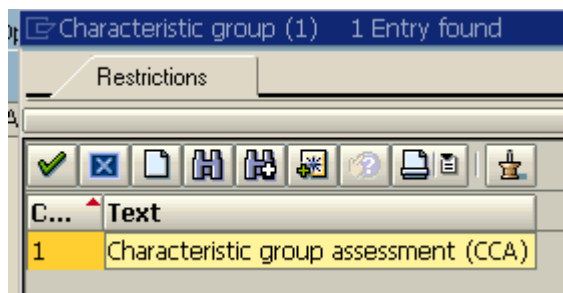 Characteristic group (1) 1 Entry found
Restrictions
C... Text
1 Characteristic group assessment (CCA)